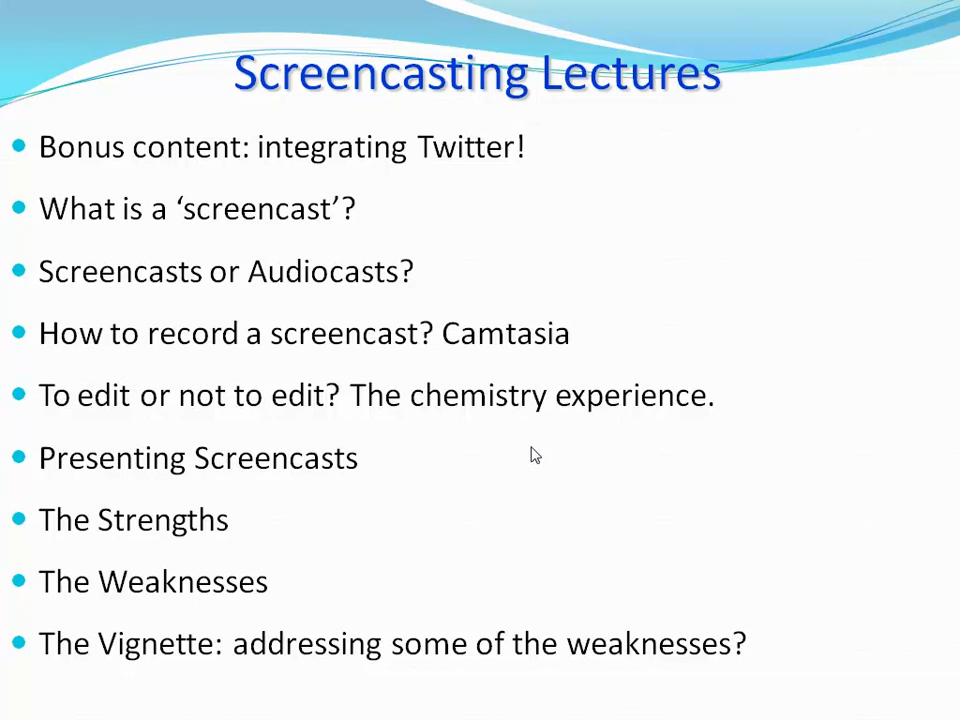 Screencasting Lectures
Bonus content: integrating Twitter!
What is a ‘screencast’?
Screencasts or Audiocasts?
How to record a screencast? Camtasia
To edit or not to edit? The chemistry experience.
Presenting Screencasts
The Strengths
The Weaknesses
The Vignette: addressing some of the weaknesses?